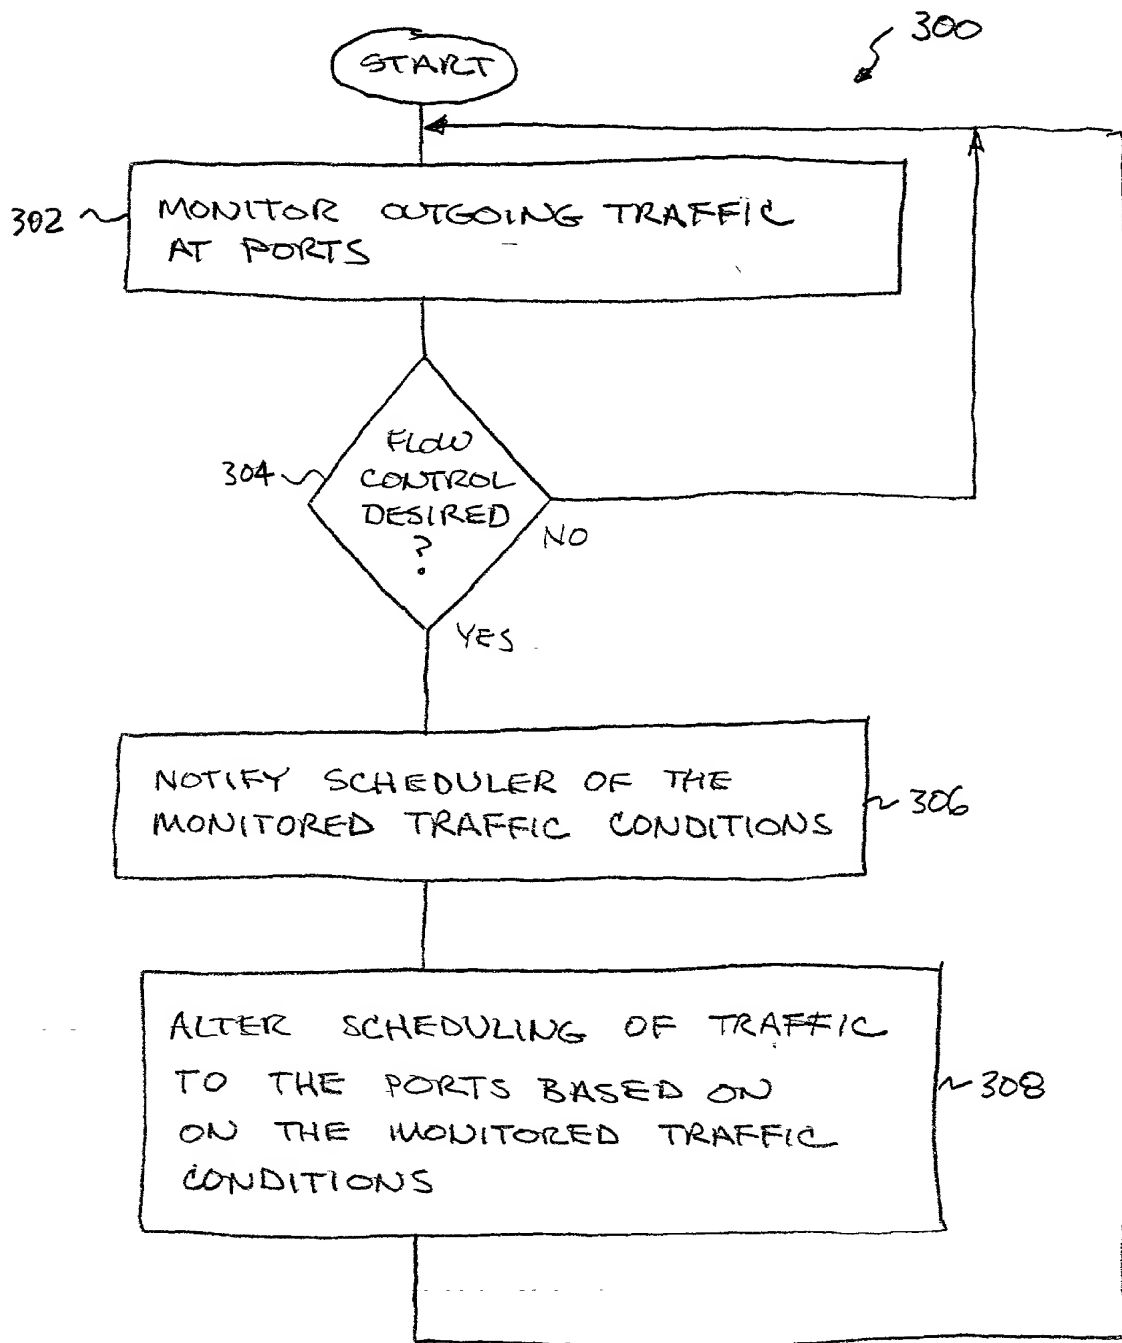 300
START
302
MONITOR OUTGOING TRAFFIC
AT PORTS
304
FLOW
CONTROL
DESIRED
?
NO
YES
NOTIFY SCHEDULER OF THE
MONITORED TRAFFIC CONDITIONS
306
ALTER SCHEDULING OF TRAFFIC
TO THE PORTS BASED ON
ON THE MONITORED TRAFFIC
CONDITIONS
308